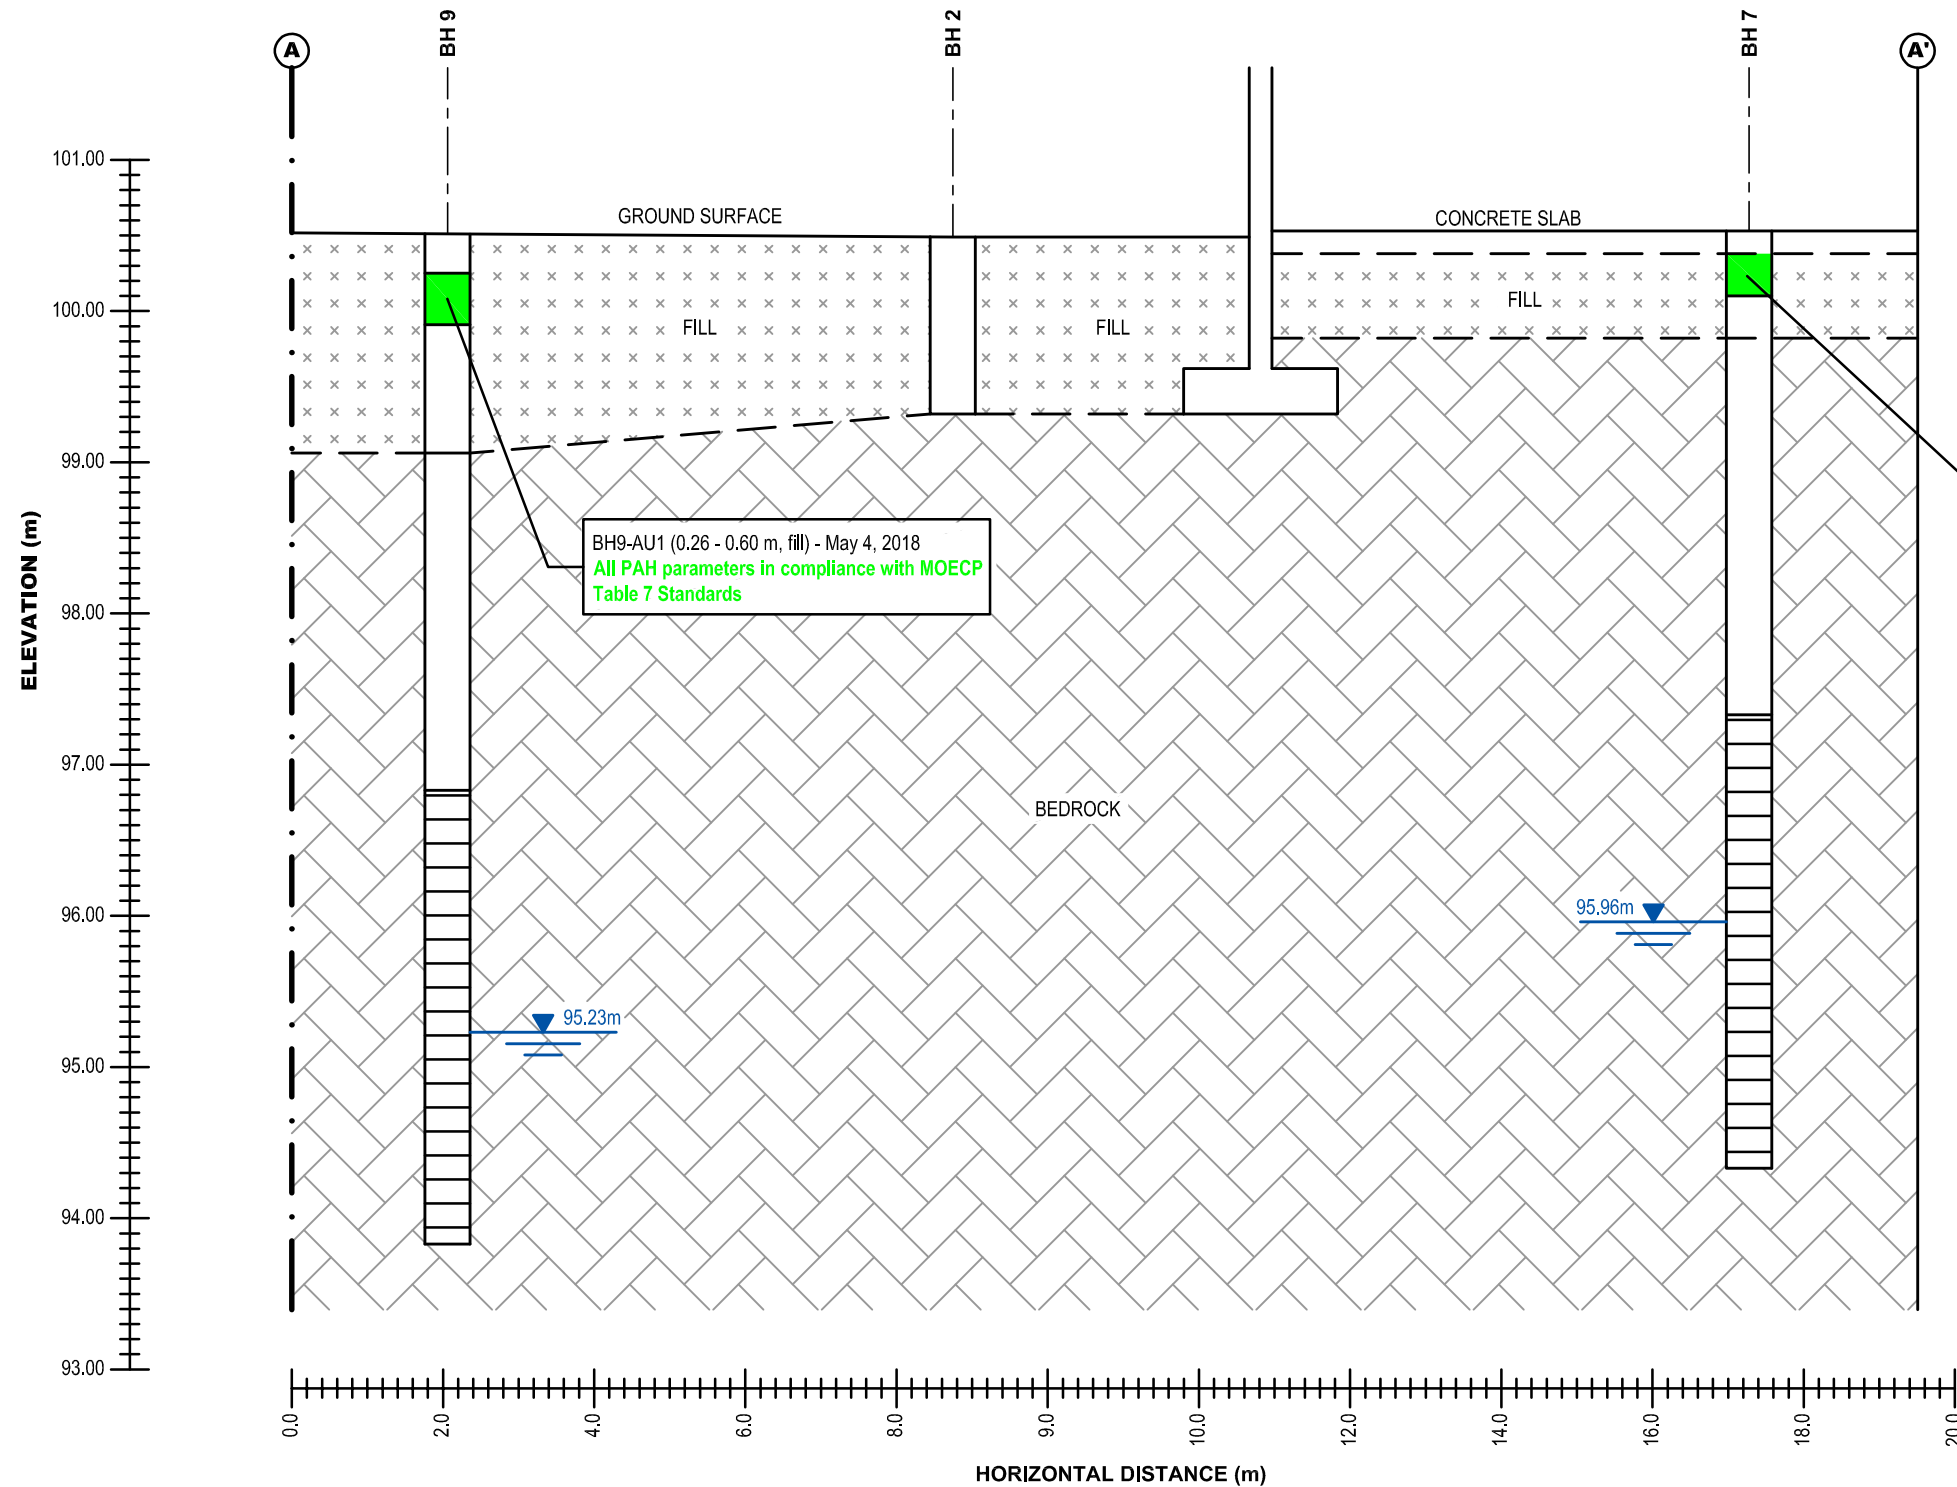 A
BH 9
BH 2
BH 7
A'
101.00
100.00
99.00
98.00
97.00
96.00
95.00
94.00
93.00
ELEVATION (m)
GROUND SURFACE
CONCRETE SLAB
FILL
FILL
FILL
BH9-AU1 (0.26 - 0.60 m, fill) - May 4, 2018
All PAH parameters in compliance with MOECP
Table 7 Standards
BEDROCK
95.96m
95.23m
0.0
2.0
4.0
6.0
8.0
9.0
10.0
12.0
14.0
16.0
18.0
20.0
HORIZONTAL DISTANCE (m)